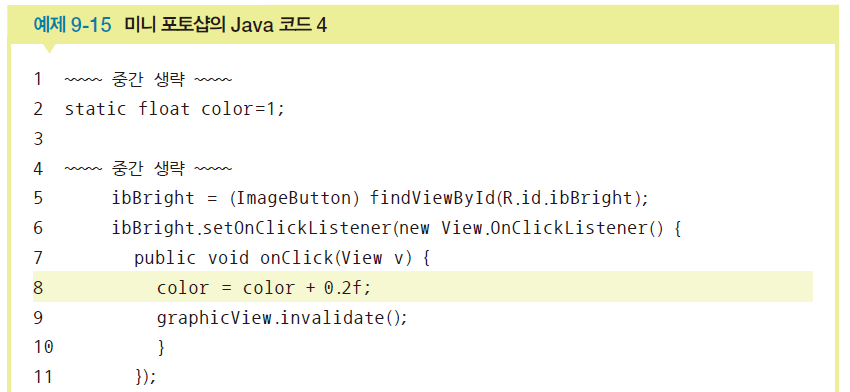 예제 9-15 미니 포토샵의 Java 코드 4
1 ~~~~~ 중간 생략 ~~~~~
2 static float color=1;
3
4 ~~~~~ 중간 생략 ~~~~~
5 ibBright = (ImageButton) findViewById(R.id.ibBright);
6 ibBright.setOnClickListener(new View.OnClickListener() {
7 public void onClick(View v) {
8 color = color + 0.2f;
9 graphicView.invalidate();
10 }
11 });